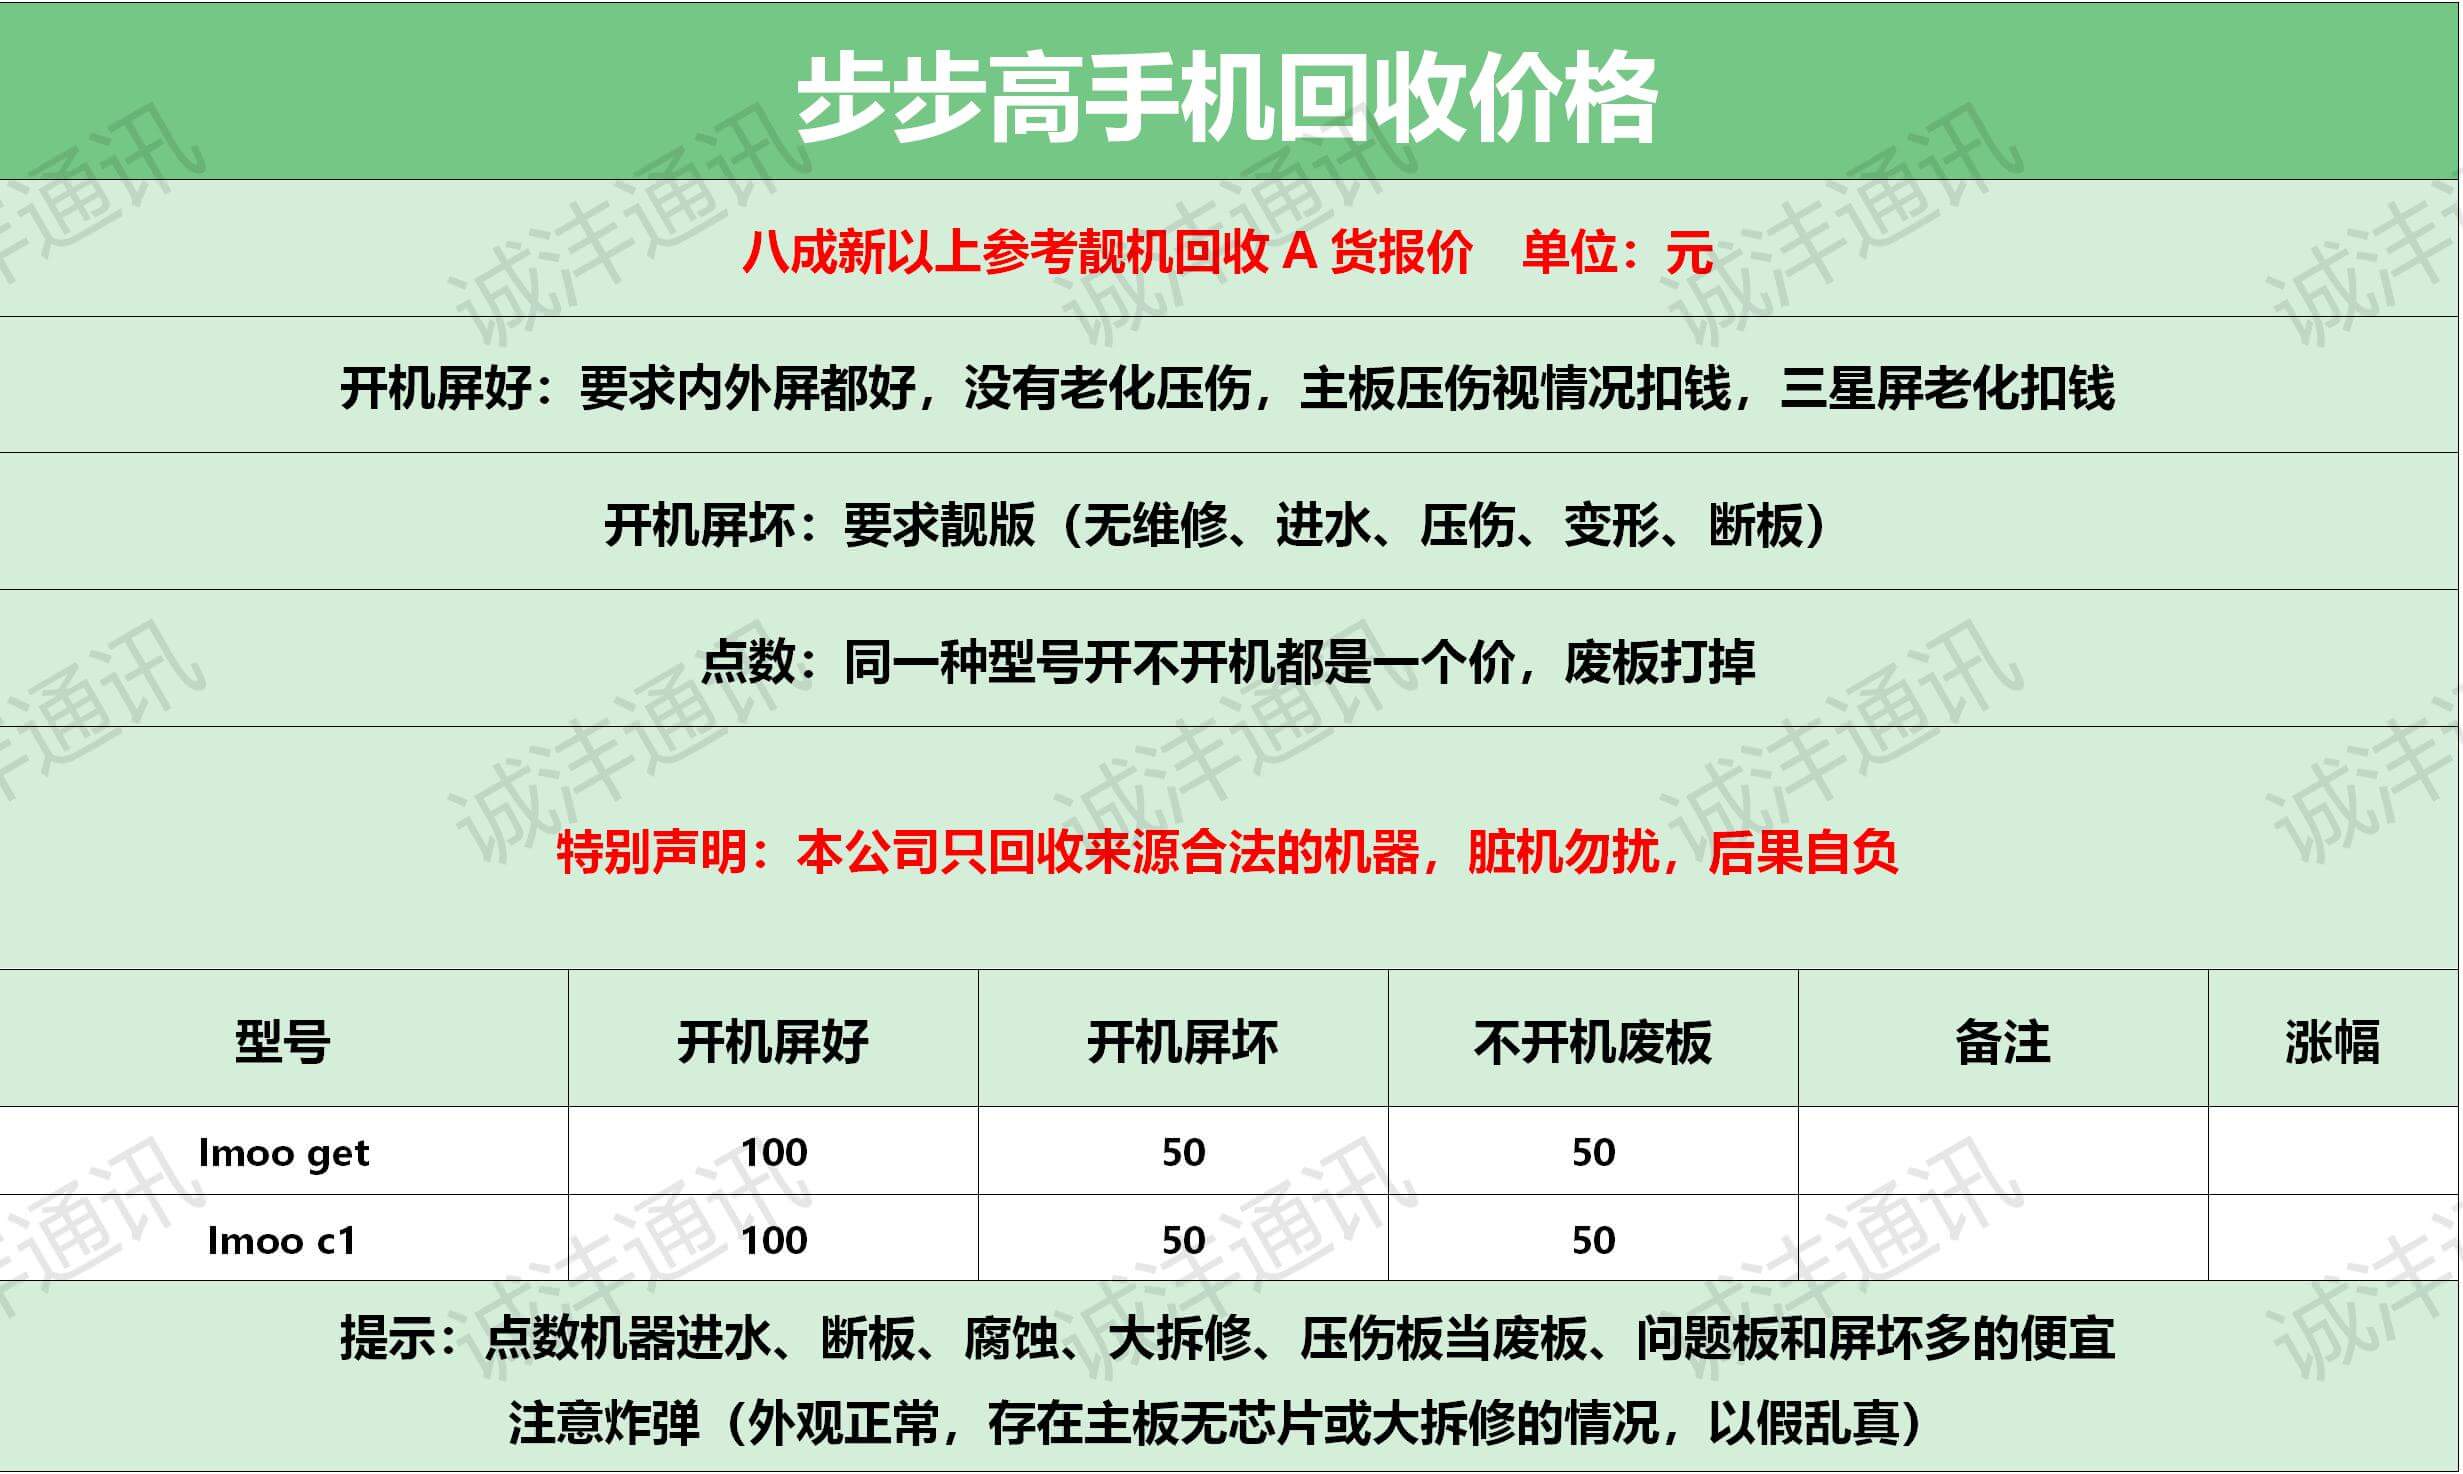 步步高手机回收价格
八成新以上参考靓机回收 A 货报价　单位：元
开机屏好：要求内外屏都好，没有老化压伤，主板压伤视情况扣钱，三星屏老化扣钱
开机屏坏：要求靓版（无维修、进水、压伤、变形、断板）
点数：同一种型号开不开机都是一个价，废板打掉
特别声明：本公司只回收来源合法的机器，脏机勿扰，后果自负
型号 开机屏好 开机屏坏 不开机废板 备注 涨幅
Imoo get 100 50 50
Imoo c1 100 50 50
提示：点数机器进水、断板、腐蚀、大拆修、压伤板当废板、问题板和屏坏多的便宜
注意炸弹（外观正常，存在主板无芯片或大拆修的情况，以假乱真）
诚沣通讯